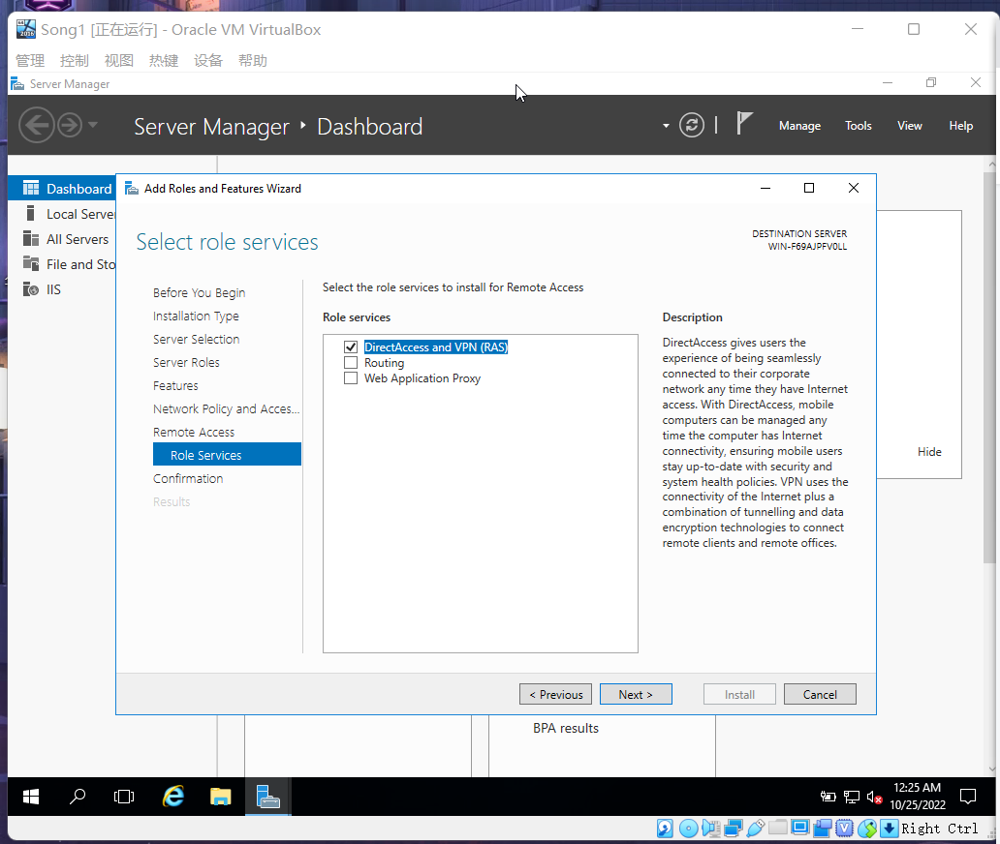 Song1 [正在运行] - Oracle VM VirtualBox
管理 控制 视图 热键 设备 帮助
Server Manager
Server Manager Dashboard
Manage Tools View Help
Dashboard
Local Serve
All Servers
File and Sto
IIS
Add Roles and Features Wizard
Select role services
DESTINATION SERVER
WIN-F69AJPFV0LL
Before You Begin
Installation Type
Server Selection
Server Roles
Features
Network Policy and Acces...
Remote Access
Role Services
Confirmation
Results
Select the role services to install for Remote Access
Role services
DirectAccess and VPN (RAS)
Routing
Web Application Proxy
Description
DirectAccess gives users the
experience of being seamlessly
connected to their corporate
network any time they have Internet
access. With DirectAccess, mobile
computers can be managed any
time the computer has Internet
connectivity, ensuring mobile users
stay up-to-date with security and
system health policies. VPN uses the
connectivity of the Internet plus a
combination of tunnelling and data
encryption technologies to connect
remote clients and remote offices.
Hide
< Previous Next > Install Cancel
BPA results
12:25 AM
10/25/2022
Right Ctrl